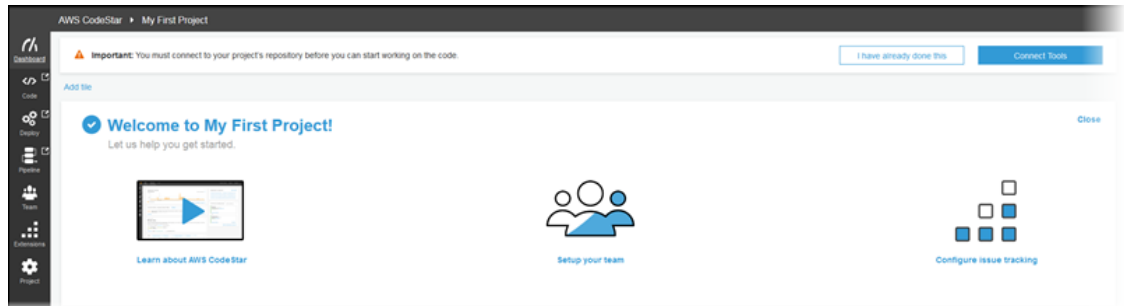 AWS CodeStar ▸ My First Project
Dashboard
Important: You must connect to your project's repository before you can start working on the code.
I have already done this
Connect Tools
Code
Add tile
Deploy
Welcome to My First Project!
Close
Let us help you get started.
Pipeline
Team
Extensions
Learn about AWS CodeStar
Setup your team
Configure issue tracking
Project